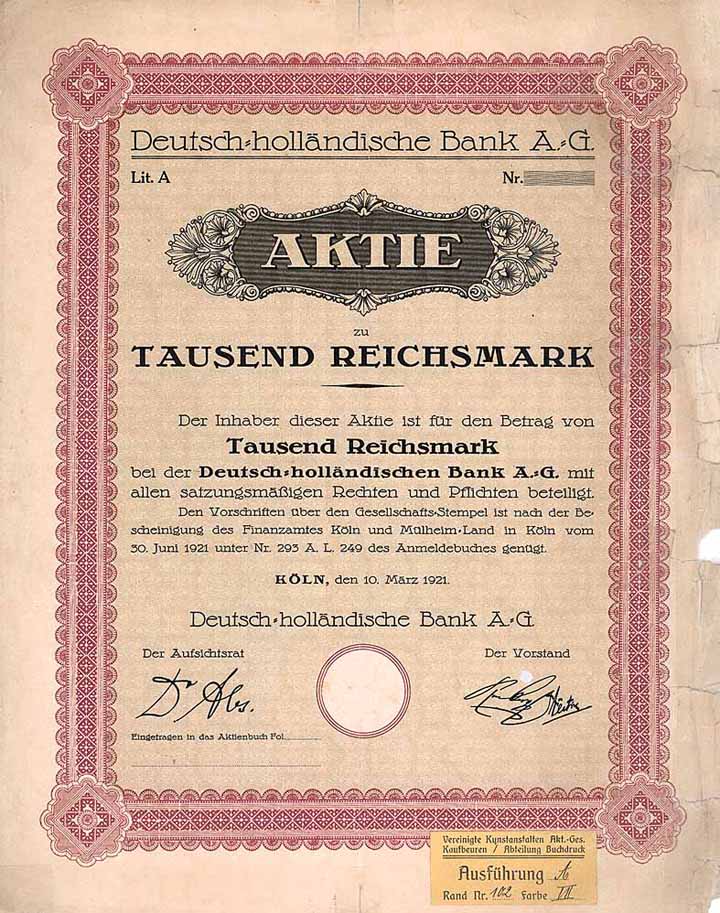 Deutsch-holländische Bank A.-G.
Lit. A Nr.
AKTIE
zu
TAUSEND REICHSMARK
Der Inhaber dieser Aktie ist für den Betrag von
Tausend Reichsmark
bei der Deutsch-holländischen Bank A.-G. mit
allen satzungsmäßigen Rechten und Pflichten beteiligt.
Den Vorschriften über den Gesellschafts-Stempel ist nach der Be-
scheinigung des Finanzamtes Köln und Mülheim-Land in Köln vom
30. Juni 1921 unter Nr. 293 A. L. 249 des Anmeldebuches genügt.
KÖLN, den 10. März 1921.
Deutsch-holländische Bank A.-G
Der Aufsichtsrat Der Vorstand
Dr
Eingetragen in das Aktienbuch Fol.
Vereinigte Kunstanstalten Akt.-Ges.
Kaufbeuren / Abteilung Buchdruck
Ausführung
Rand Nr. 102 Farbe III